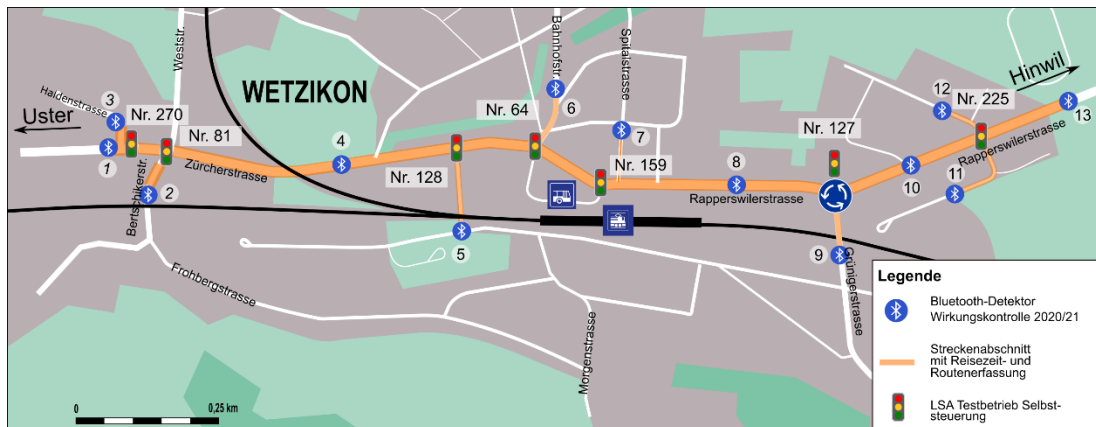 WETZIKON
Uster
Hinwil
Haldenstrasse
Weststr.
Bertschikerstr.
Zürcherstrasse
Frohbergstrasse
Bahnhofstr.
Spitalstrasse
Morgenstrasse
Rapperswilerstrasse
Rapperswilerstrasse
Grünigerstrasse
Nr. 270
Nr. 81
Nr. 128
Nr. 64
Nr. 159
Nr. 127
Nr. 225
1
2
3
4
5
6
7
8
9
10
11
12
13
0
0,25 km
Legende
Bluetooth-Detektor
Wirkungskontrolle 2020/21
Streckenabschnitt
mit Reisezeit- und
Routenerfassung
LSA Testbetrieb Selbst-
steuerung